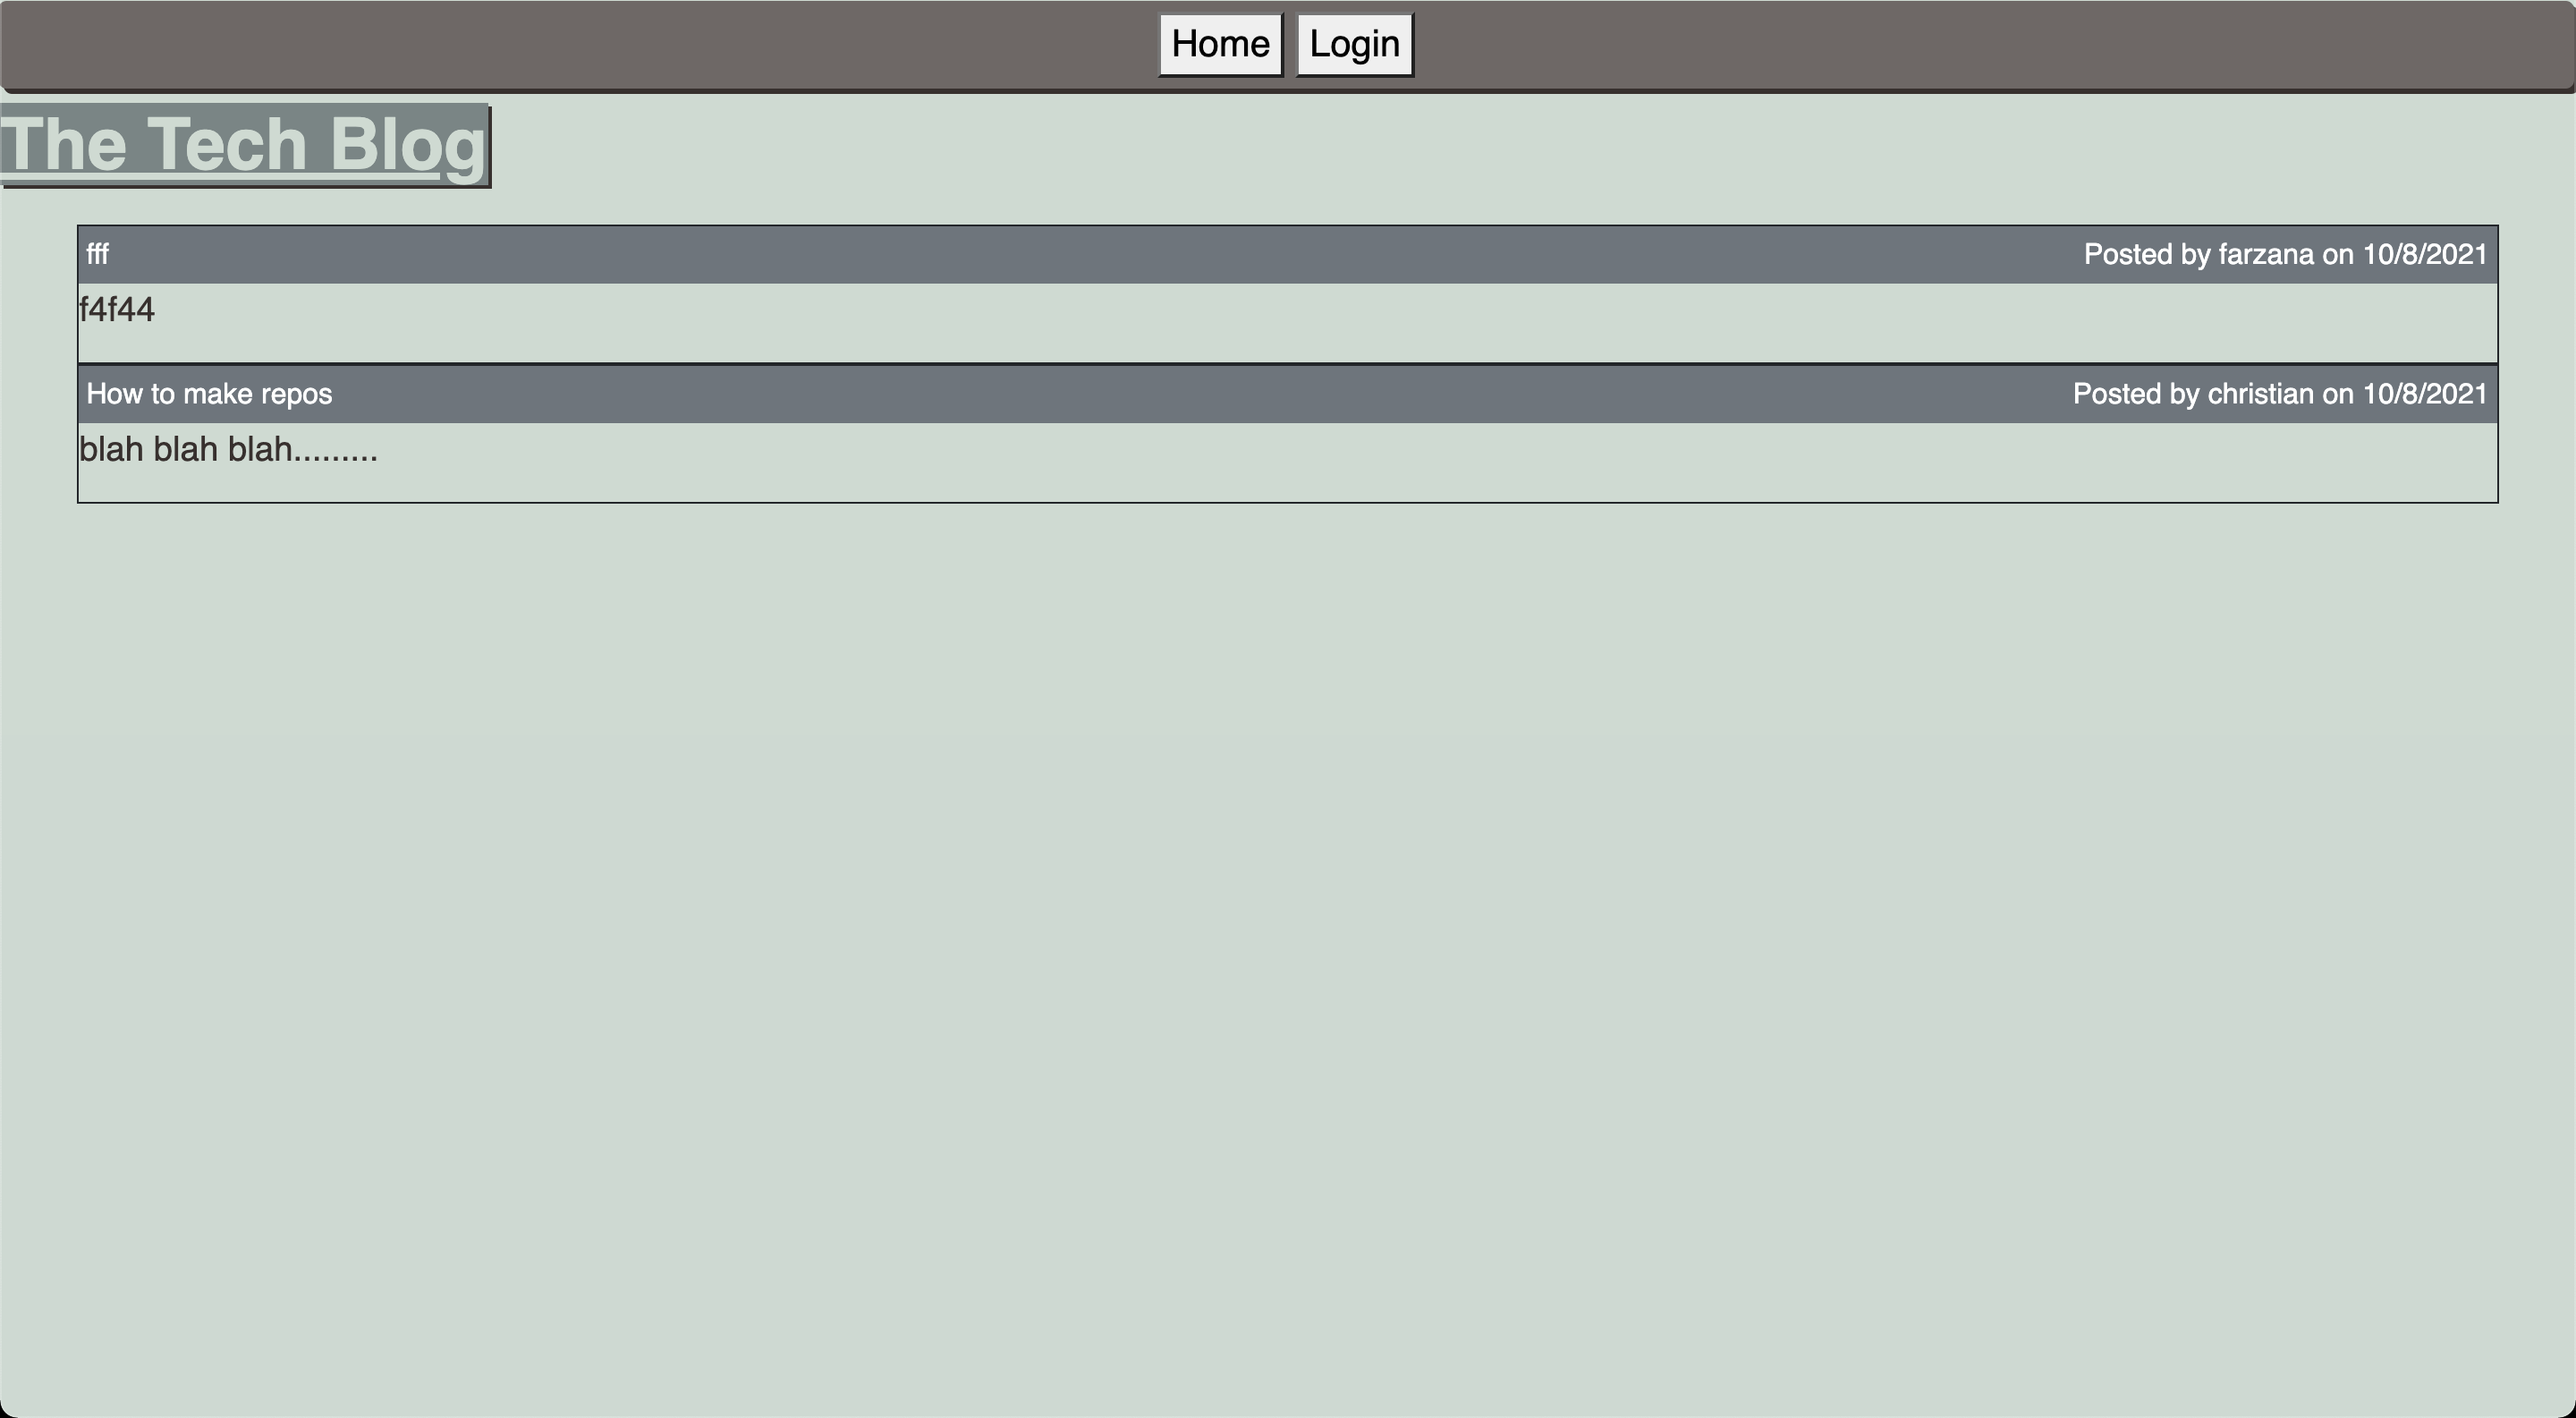 Home Login
The Tech Blog
fff Posted by farzana on 10/8/2021
f4f44
How to make repos Posted by christian on 10/8/2021
blah blah blah.........